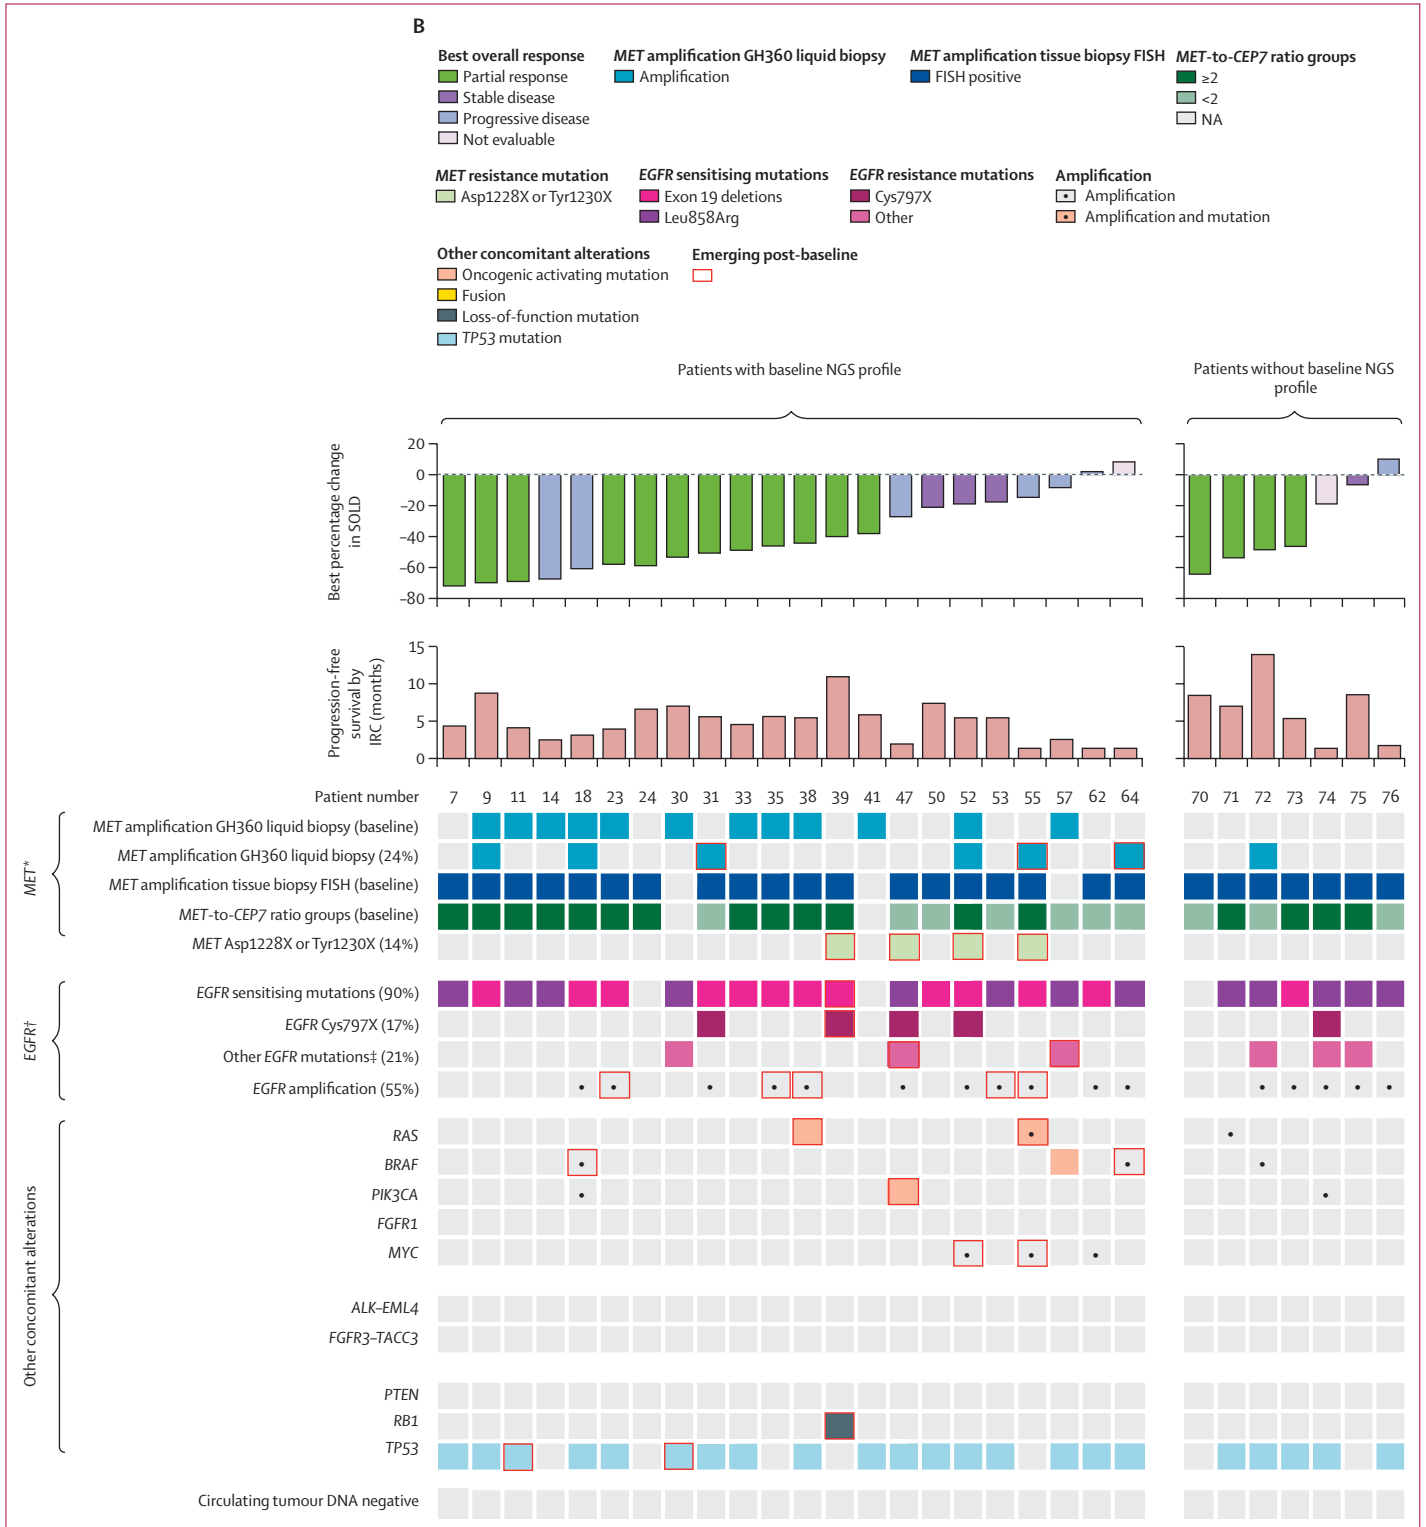 B
Best overall response
Partial response
Stable disease
Progressive disease
Not evaluable
MET amplification GH360 liquid biopsy
Amplification
MET amplification tissue biopsy FISH
FISH positive
MET-to-CEP7 ratio groups
≥2
<2
NA
MET resistance mutation
Asp1228X or Tyr1230X
EGFR sensitising mutations
Exon 19 deletions
Leu858Arg
EGFR resistance mutations
Cys797X
Other
Amplification
Amplification
Amplification and mutation
Other concomitant alterations
Oncogenic activating mutation
Fusion
Loss-of-function mutation
TP53 mutation
Emerging post-baseline
Patients with baseline NGS profile
Patients without baseline NGS
profile
Best percentage change
in SOLD
20
0
–20
–40
–60
–80
Progression-free
survival by
IRC (months)
15
10
5
0
Patient number 7 9 11 14 18 23 24 30 31 33 35 38 39 41 47 50 52 53 55 57 62 64 70 71 72 73 74 75 76
MET*
MET amplification GH360 liquid biopsy (baseline)
MET amplification GH360 liquid biopsy (24%)
MET amplification tissue biopsy FISH (baseline)
MET-to-CEP7 ratio groups (baseline)
MET Asp1228X or Tyr1230X (14%)
EGFR†
EGFR sensitising mutations (90%)
EGFR Cys797X (17%)
Other EGFR mutations‡ (21%)
EGFR amplification (55%)
Other concomitant alterations
RAS
BRAF
PIK3CA
FGFR1
MYC
ALK–EML4
FGFR3–TACC3
PTEN
RB1
TP53
Circulating tumour DNA negative